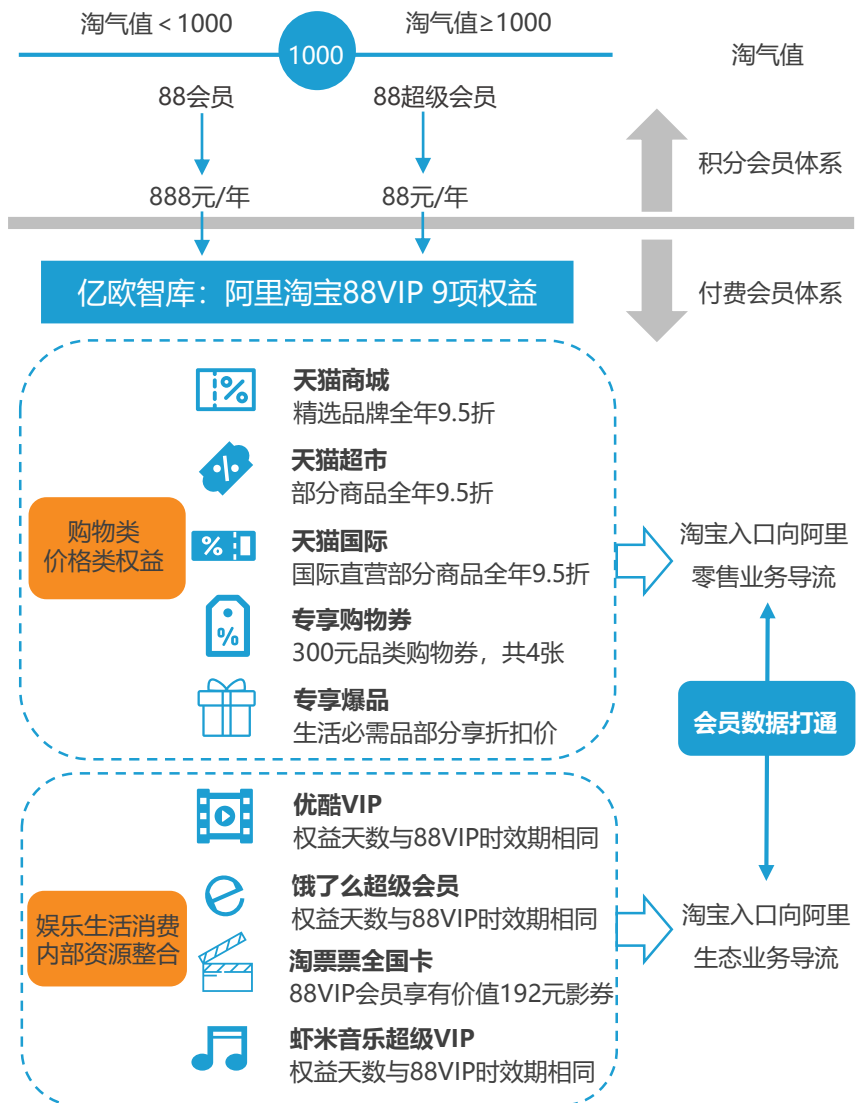 淘气值＜1000
淘气值≥1000
1000
淘气值
88会员
88超级会员
积分会员体系
888元/年
88元/年
亿欧智库：阿里淘宝88VIP 9项权益
付费会员体系
天猫商城
精选品牌全年9.5折
天猫超市
部分商品全年9.5折
购物类
价格类权益
天猫国际
国际直营部分商品全年9.5折
淘宝入口向阿里
零售业务导流
专享购物券
300元品类购物券，共4张
专享爆品
生活必需品部分享折扣价
会员数据打通
优酷VIP
权益天数与88VIP时效期相同
饿了么超级会员
权益天数与88VIP时效期相同
娱乐生活消费
内部资源整合
淘宝入口向阿里
生态业务导流
淘票票全国卡
88VIP会员享有价值192元影券
虾米音乐超级VIP
权益天数与88VIP时效期相同